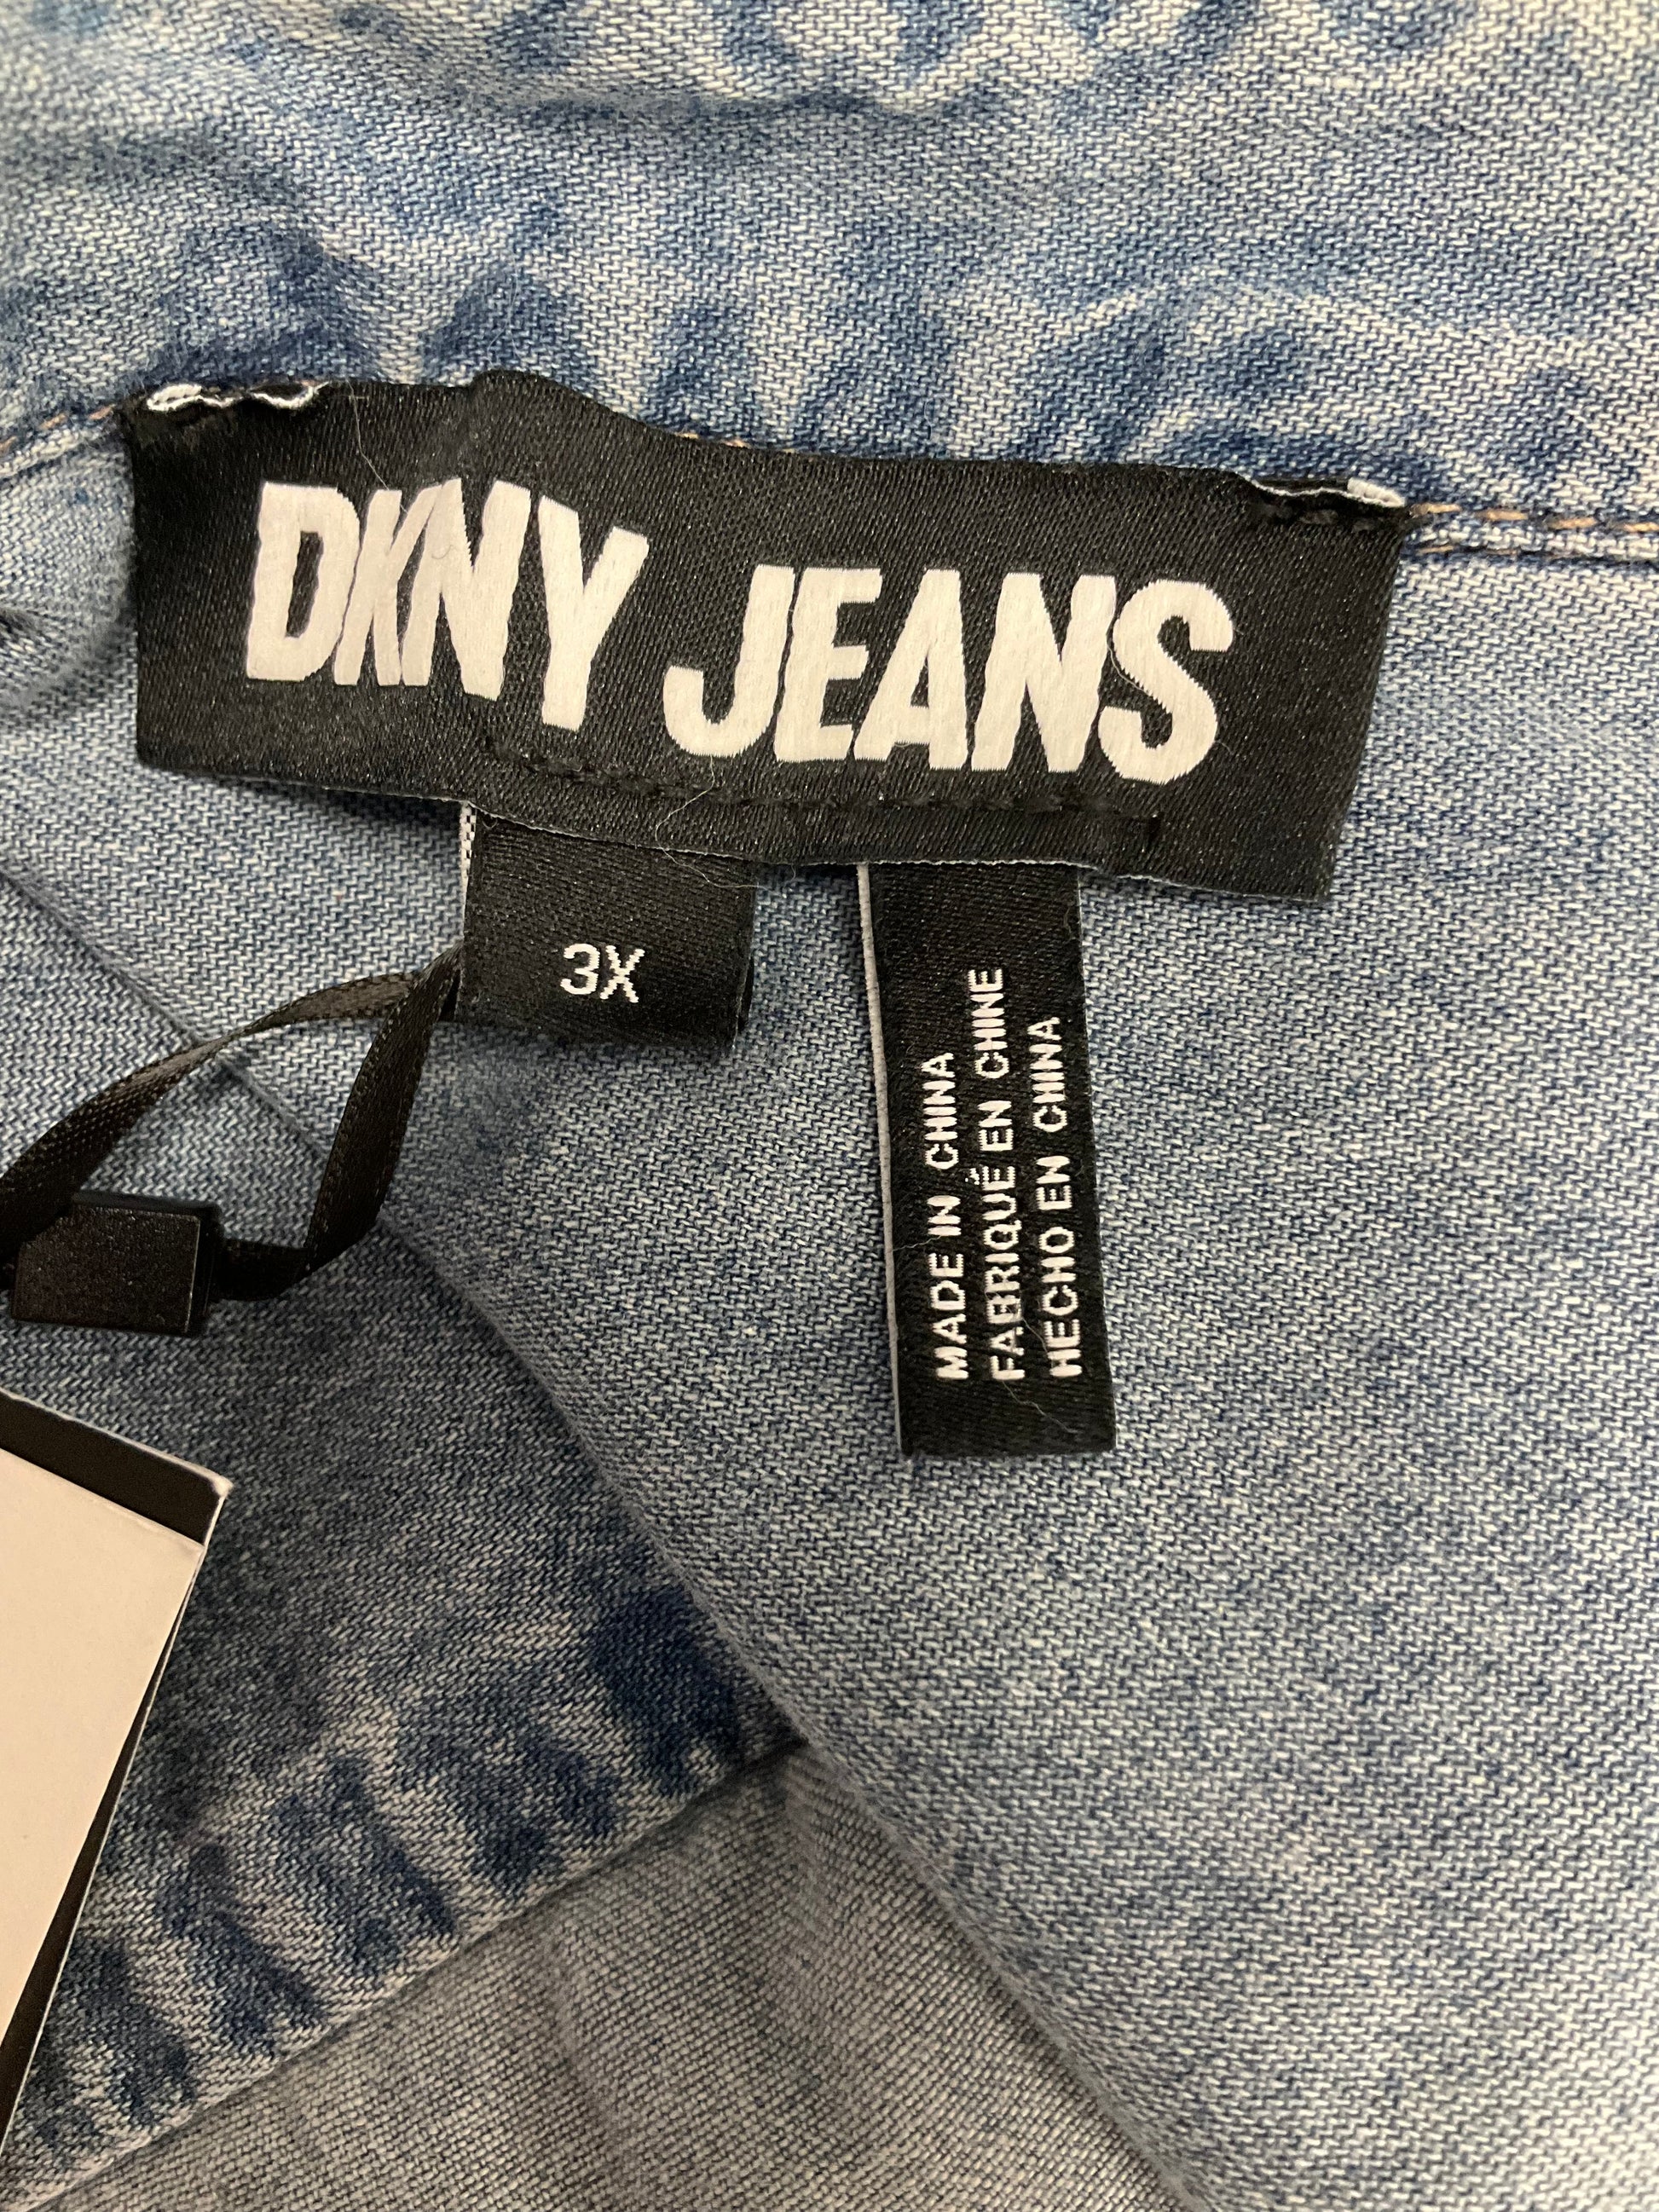 DKNY JEANS
3X
MADE IN CHINA
FABRIQUÉ EN CHINE
HECHO EN CHINA